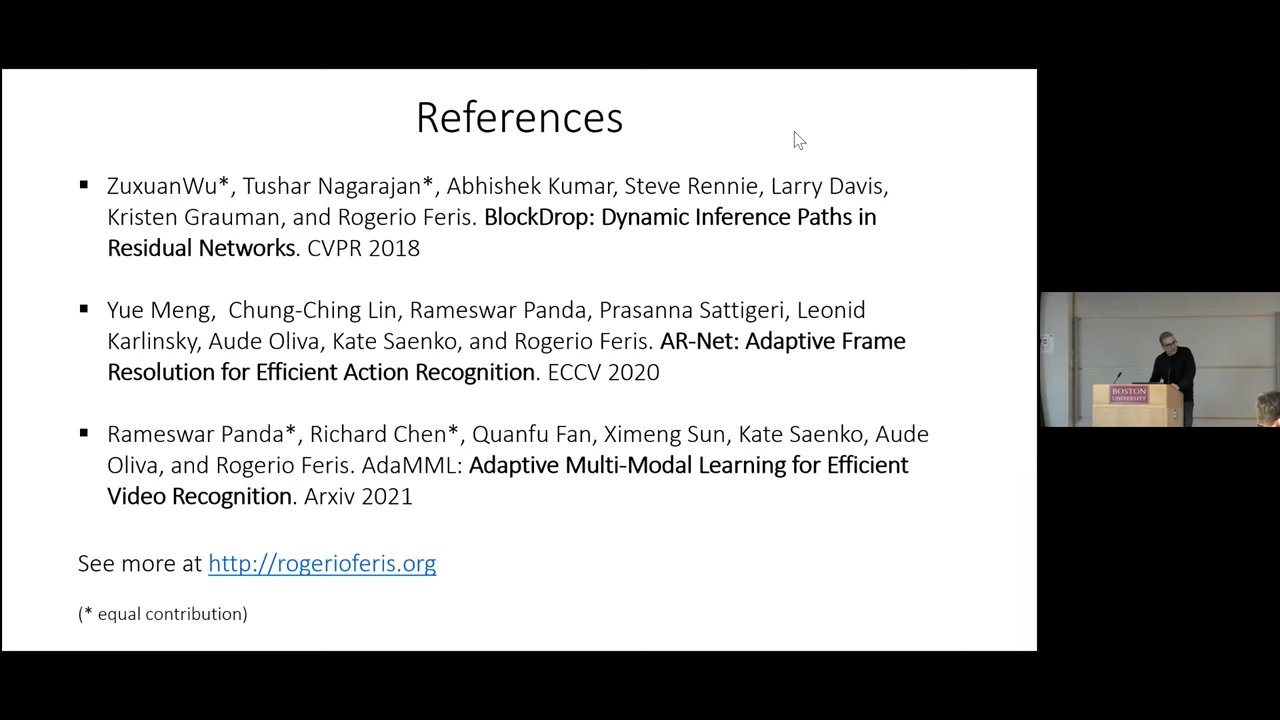 References
▪ ZuxuanWu*, Tushar Nagarajan*, Abhishek Kumar, Steve Rennie, Larry Davis,
Kristen Grauman, and Rogerio Feris. BlockDrop: Dynamic Inference Paths in
Residual Networks. CVPR 2018
▪ Yue Meng,  Chung-Ching Lin, Rameswar Panda, Prasanna Sattigeri, Leonid
Karlinsky, Aude Oliva, Kate Saenko, and Rogerio Feris. AR-Net: Adaptive Frame
Resolution for Efficient Action Recognition. ECCV 2020
▪ Rameswar Panda*, Richard Chen*, Quanfu Fan, Ximeng Sun, Kate Saenko, Aude
Oliva, and Rogerio Feris. AdaMML: Adaptive Multi-Modal Learning for Efficient
Video Recognition. Arxiv 2021
See more at http://rogerioferis.org
(* equal contribution)
BOSTON
UNIVERSITY